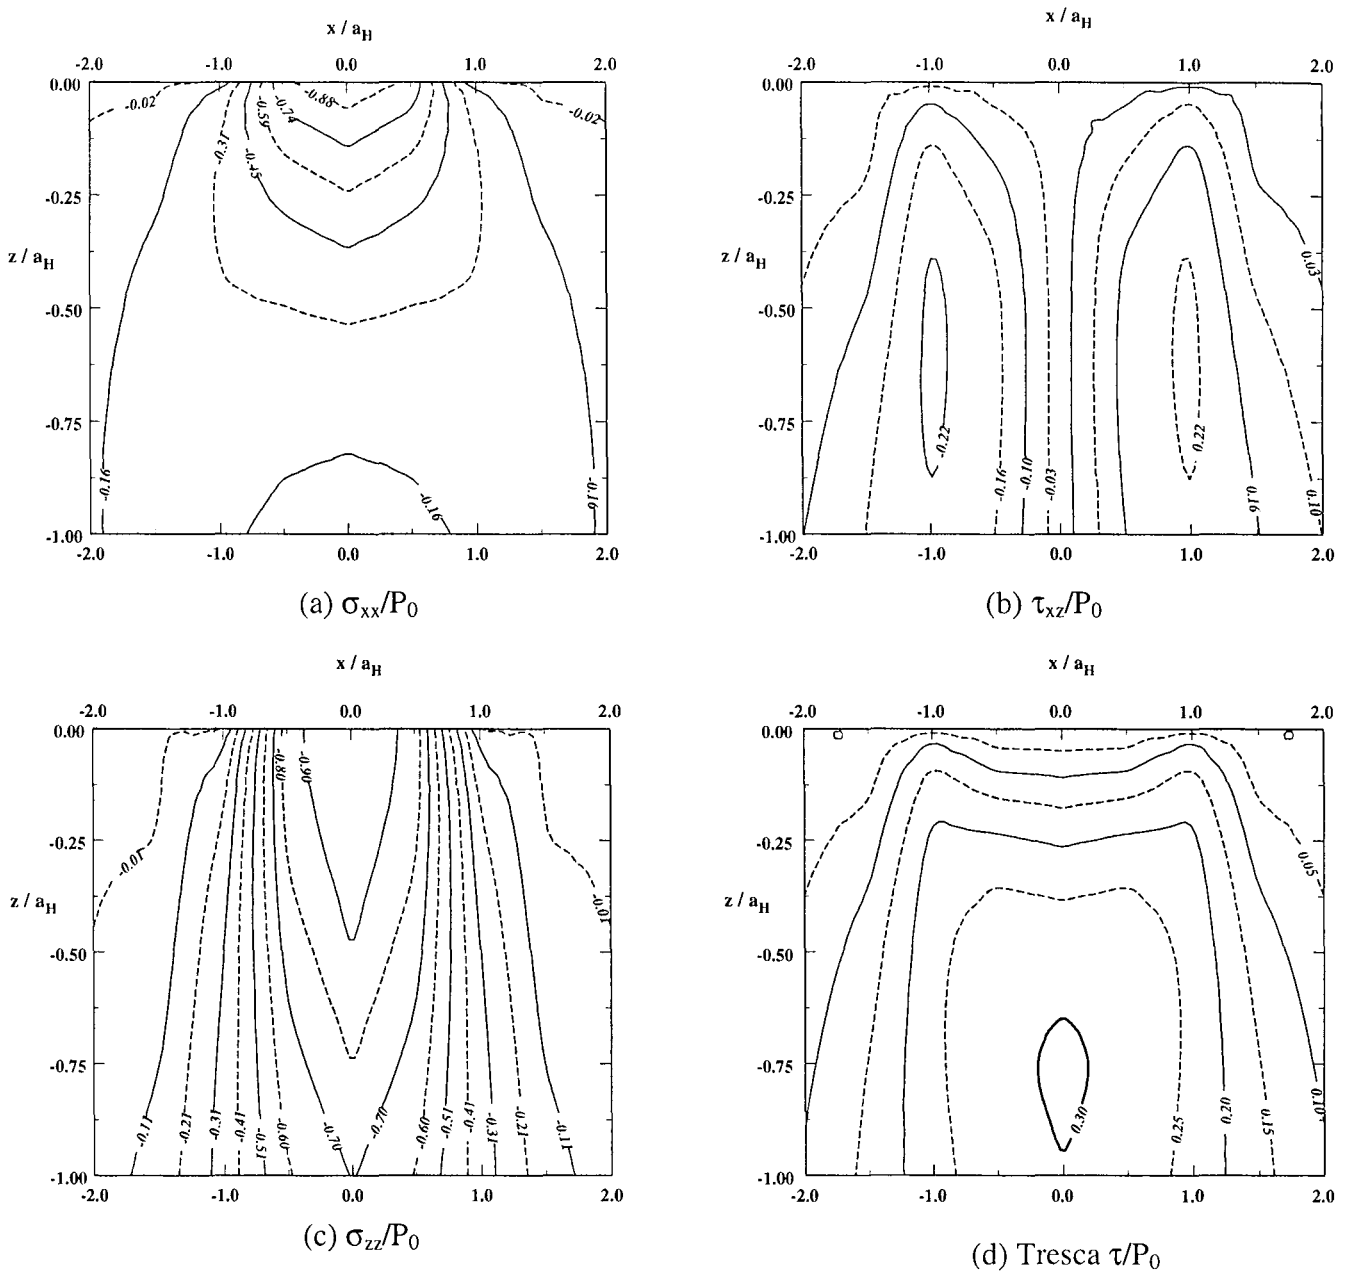 x / a_H
-2.0 -1.0 0.0 1.0 2.0
0.00
-0.02 -0.88 -0.02
-0.74
-0.59
-0.31
-0.45
-0.25
z / a_H
-0.50
-0.75
-0.16 -0.16 -0.16
-1.00
-2.0 -1.0 0.0 1.0 2.0
(a) σ_xx/P_0
x / a_H
-2.0 -1.0 0.0 1.0 2.0
0.00
-0.25
z / a_H
0.03
-0.50
-0.75
-0.22 0.22
-0.16 -0.10 -0.03 0.16 0.10
-1.00
-2.0 -1.0 0.0 1.0 2.0
(b) τ_xz/P_0
x / a_H
-2.0 -1.0 0.0 1.0 2.0
0.00
-0.80 -0.90
-0.25
-0.01
z / a_H
-0.01
-0.50
-0.75
-0.11 -0.21 -0.31 -0.41 -0.51 -0.60 -0.70 -0.70 -0.60 -0.51 -0.41 -0.31 -0.21 -0.11
-1.00
-2.0 -1.0 0.0 1.0 2.0
(c) σ_zz/P_0
x / a_H
-2.0 -1.0 0.0 1.0 2.0
0.00
-0.25
0.05
z / a_H
-0.50
-0.75
0.30 0.25 0.20 0.15 0.10
-1.00
-2.0 -1.0 0.0 1.0 2.0
(d) Tresca τ/P_0